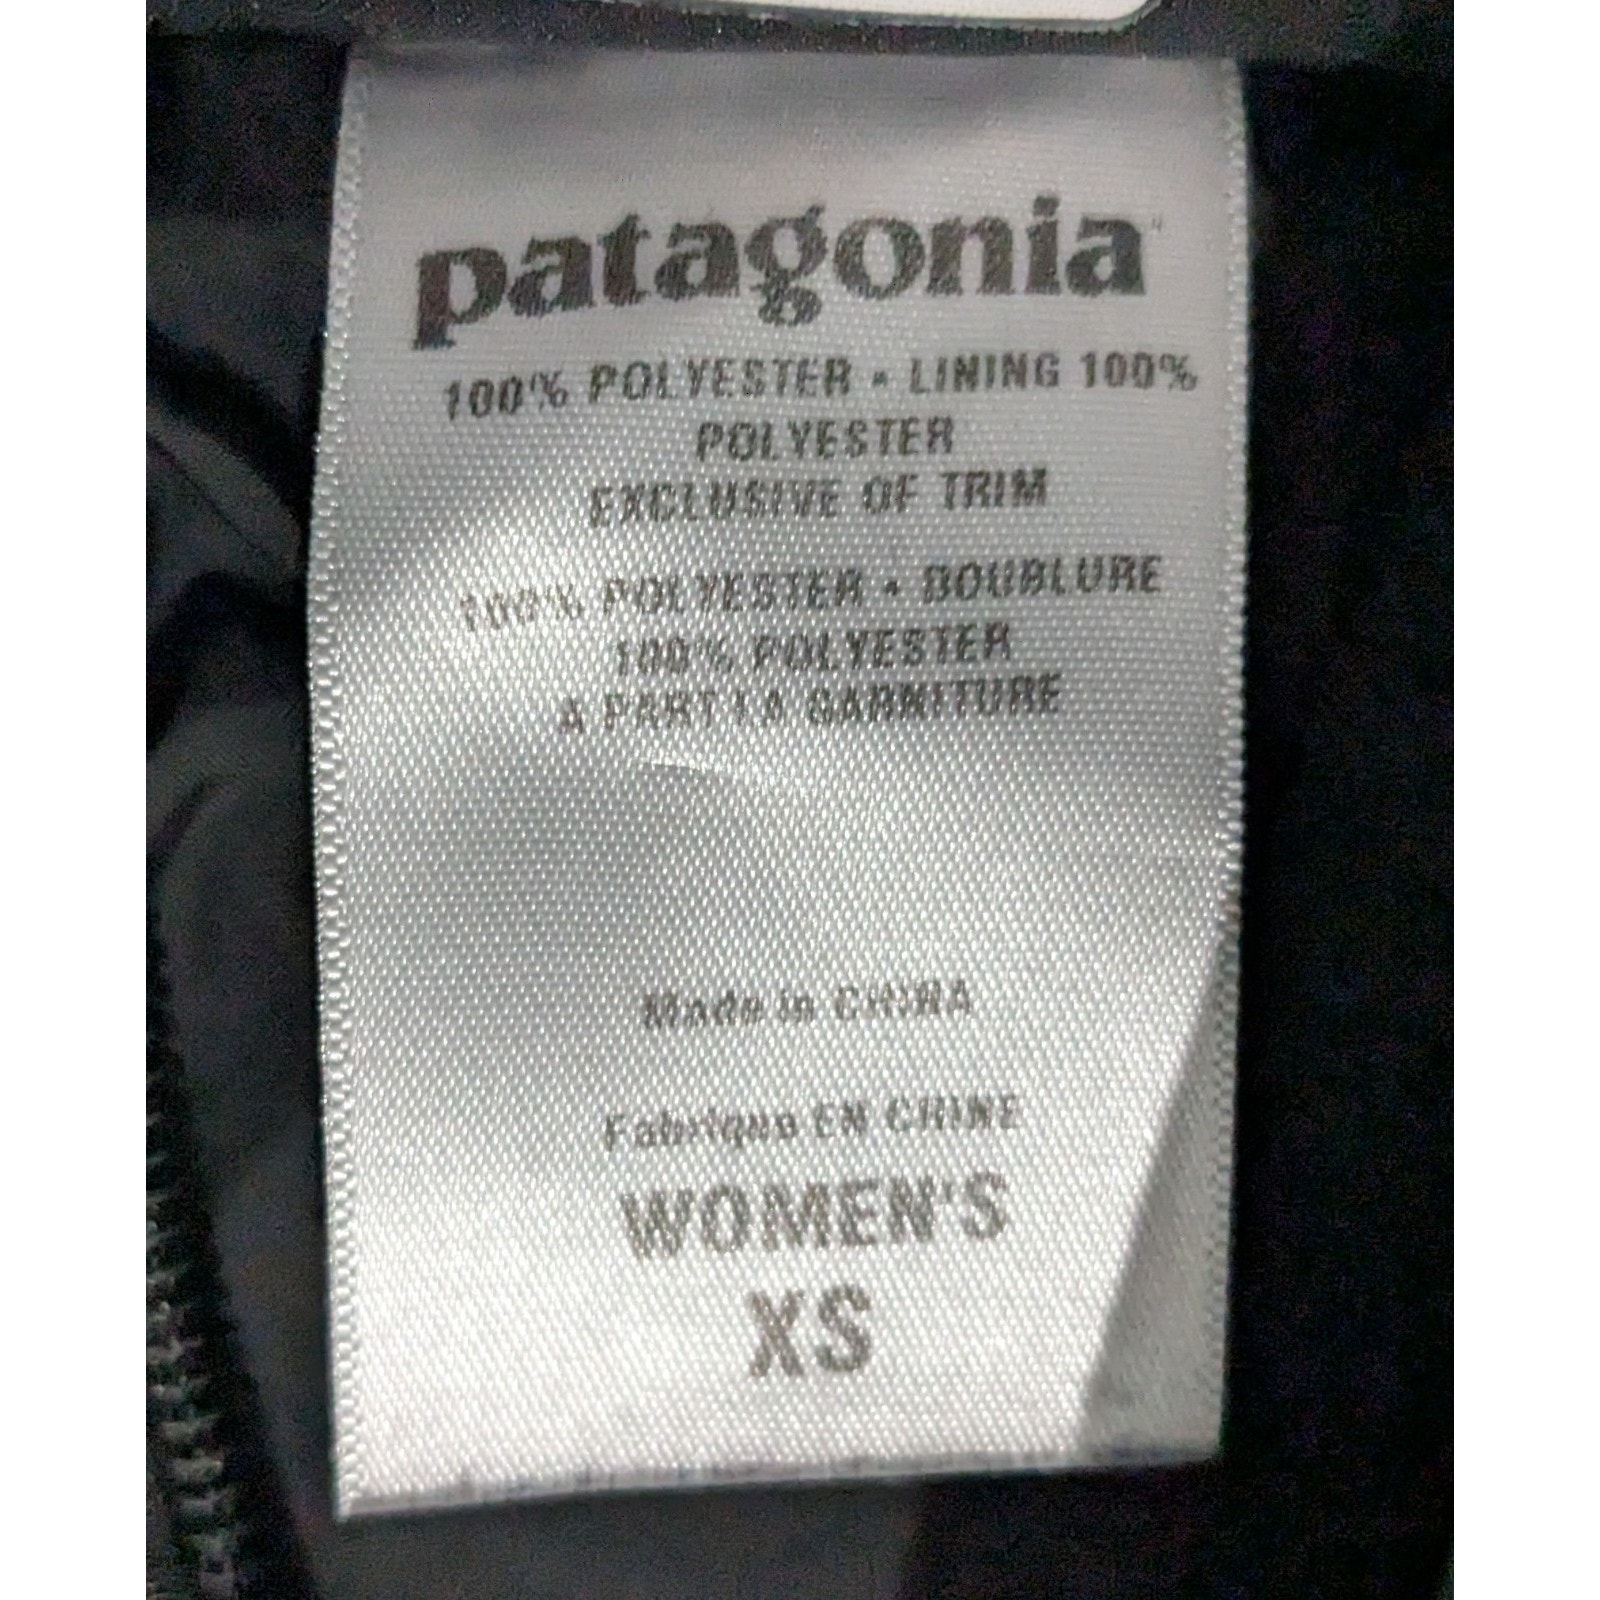 patagonia
100% POLYESTER • LINING 100%
POLYESTER
EXCLUSIVE OF TRIM
100% POLYESTER • DOUBLURE
100% POLYESTER
A PART LA GARNITURE
Made in CHINA
Fabrique EN CHINE
WOMEN'S
XS